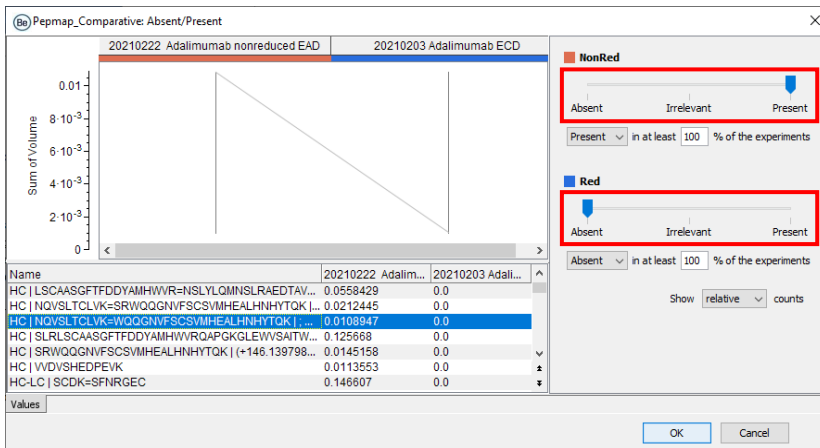 Be Pepmap_Comparative: Absent/Present
20210222 Adalimumab nonreduced EAD 20210203 Adalimumab ECD
Sum of Volume
0.01
8·10-3
6·10-3
4·10-3
2·10-3
0
Name 20210222 Adalim... 20210203 Adali...
HC | LSCAASGFTFDDYAMHWVR=NSLYLQMNSLRAEDTAV... 0.0558429 0.0
HC | NQVSLTCLVK=SRWQQGNVFSCSVMHEALHNHYTQK |... 0.0212445 0.0
HC | NQVSLTCLVK=WQQGNVFSCSVMHEALHNHYTQK | ; ... 0.0108947 0.0
HC | SLRLSCAASGFTFDDYAMHWVRQAPGKGLEWVSAITW... 0.125668 0.0
HC | SRWQQGNVFSCSVMHEALHNHYTQK | (+146.139798... 0.0145158 0.0
HC | VVDVSHEDPEVK 0.0113553 0.0
HC-LC | SCDK=SFNRGEC 0.146607 0.0
Values
NonRed
Absent Irrelevant Present
Present in at least 100 % of the experiments
Red
Absent Irrelevant Present
Absent in at least 100 % of the experiments
Show relative counts
OK Cancel